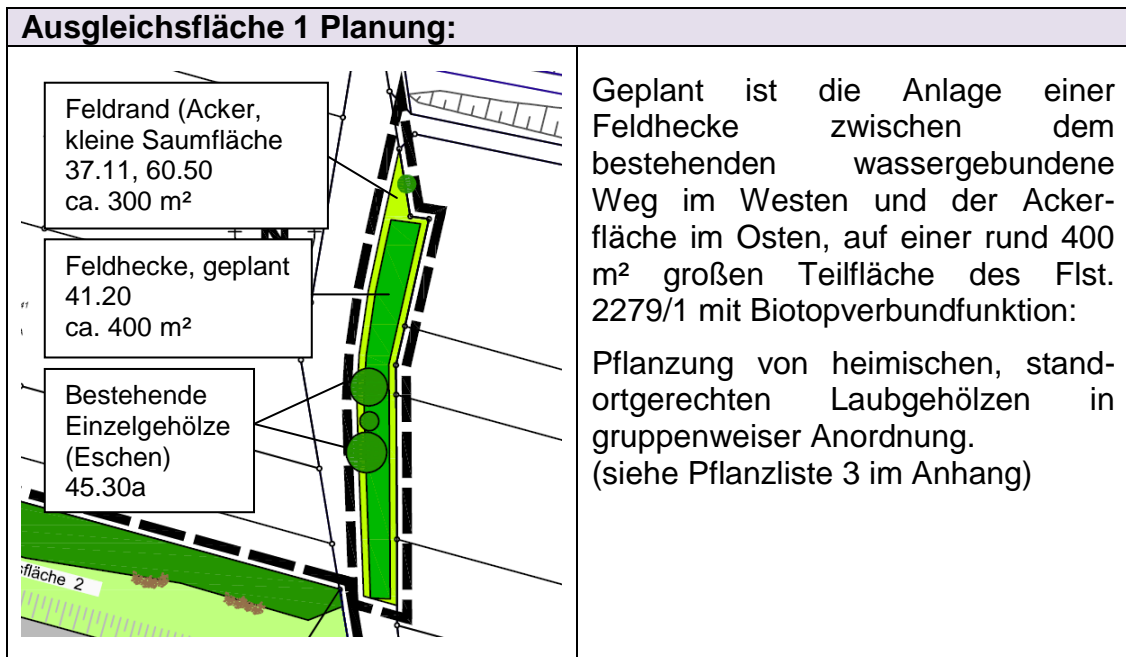 Ausgleichsfläche 1 Planung:
Feldrand (Acker,
kleine Saumfläche
37.11, 60.50
ca. 300 m²
Feldhecke, geplant
41.20
ca. 400 m²
Bestehende
Einzelgehölze
(Eschen)
45.30a
sfläche 2
Geplant ist die Anlage einer
Feldhecke zwischen dem
bestehenden wassergebundene
Weg im Westen und der Acker-
fläche im Osten, auf einer rund 400
m² großen Teilfläche des Flst.
2279/1 mit Biotopverbundfunktion:
Pflanzung von heimischen, stand-
ortgerechten Laubgehölzen in
gruppenweiser Anordnung.
(siehe Pflanzliste 3 im Anhang)